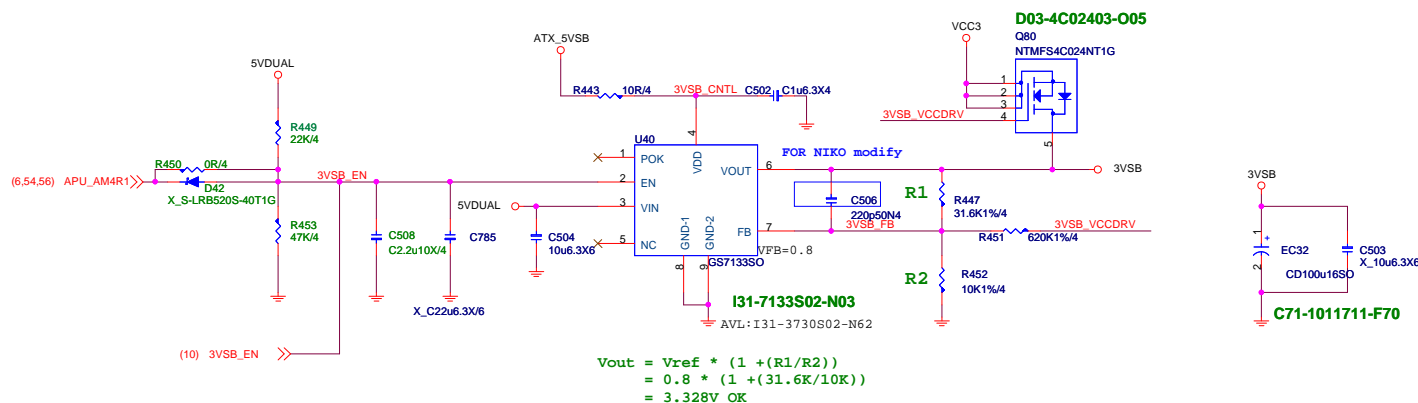 D03-4C02403-O05
VCC3
Q80
NTMFS4C024NT1G
ATX_5VSB
5VDUAL
R443
10R/4
3VSB_CNTL
C502
C1u6.3X4
1
2
3
4
3VSB_VCCDRV
5
R449
22K/4
U40
4
VDD
FOR NIKO modify
R450
0R/4
1
POK
VOUT
6
3VSB
3VSB
(6,54,56)
APU_AM4R1
D42
X_S-LRB520S-40T1G
3VSB_EN
2
EN
R1
R447
31.6K1%/4
5VDUAL
3
VIN
C506
220p50N4
R453
47K/4
C508
C2.2u10X/4
C785
C504
10u6.3X6
5
NC
GND-1
GND-2
FB
7
3VSB_FB
R451
620K1%/4
3VSB_VCCDRV
VFB=0.8
GS7133SO
8
9
R2
R452
10K1%/4
1
+
EC32
2
CD100u16SO
C503
X_10u6.3X6
X_C22u6.3X/6
I31-7133S02-N03
AVL:I31-3730S02-N62
C71-1011711-F70
(10)
3VSB_EN
Vout = Vref * (1 +(R1/R2))
= 0.8 * (1 +(31.6K/10K))
= 3.328V OK